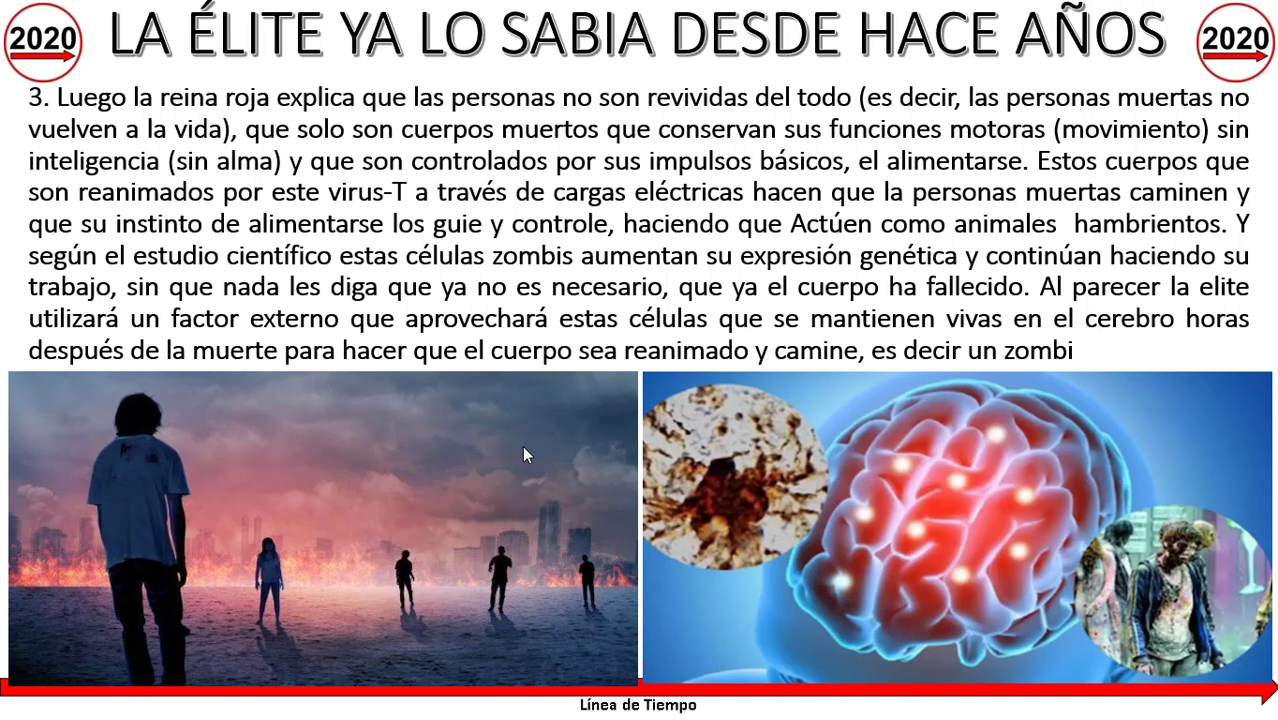 2020
LA ÉLITE YA LO SABIA DESDE HACE AÑOS
2020
3. Luego la reina roja explica que las personas no son revividas del todo (es decir, las personas muertas no
vuelven a la vida), que solo son cuerpos muertos que conservan sus funciones motoras (movimiento) sin
inteligencia (sin alma) y que son controlados por sus impulsos básicos, el alimentarse. Estos cuerpos que
son reanimados por este virus-T a través de cargas eléctricas hacen que la personas muertas caminen y
que su instinto de alimentarse los guie y controle, haciendo que Actúen como animales  hambrientos. Y
según el estudio científico estas células zombis aumentan su expresión genética y continúan haciendo su
trabajo, sin que nada les diga que ya no es necesario, que ya el cuerpo ha fallecido. Al parecer la elite
utilizará un factor externo que aprovechará estas células que se mantienen vivas en el cerebro horas
después de la muerte para hacer que el cuerpo sea reanimado y camine, es decir un zombi
Línea de Tiempo